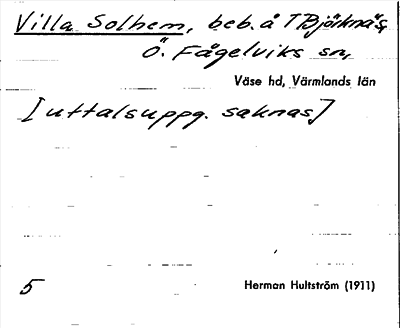 Villa Solhem, beb. å T Björknäs,
Ö. Fågelviks sn,
Väse hd, Värmlands län
[uttalsuppg. saknas]
5
Herman Hultström (1911)